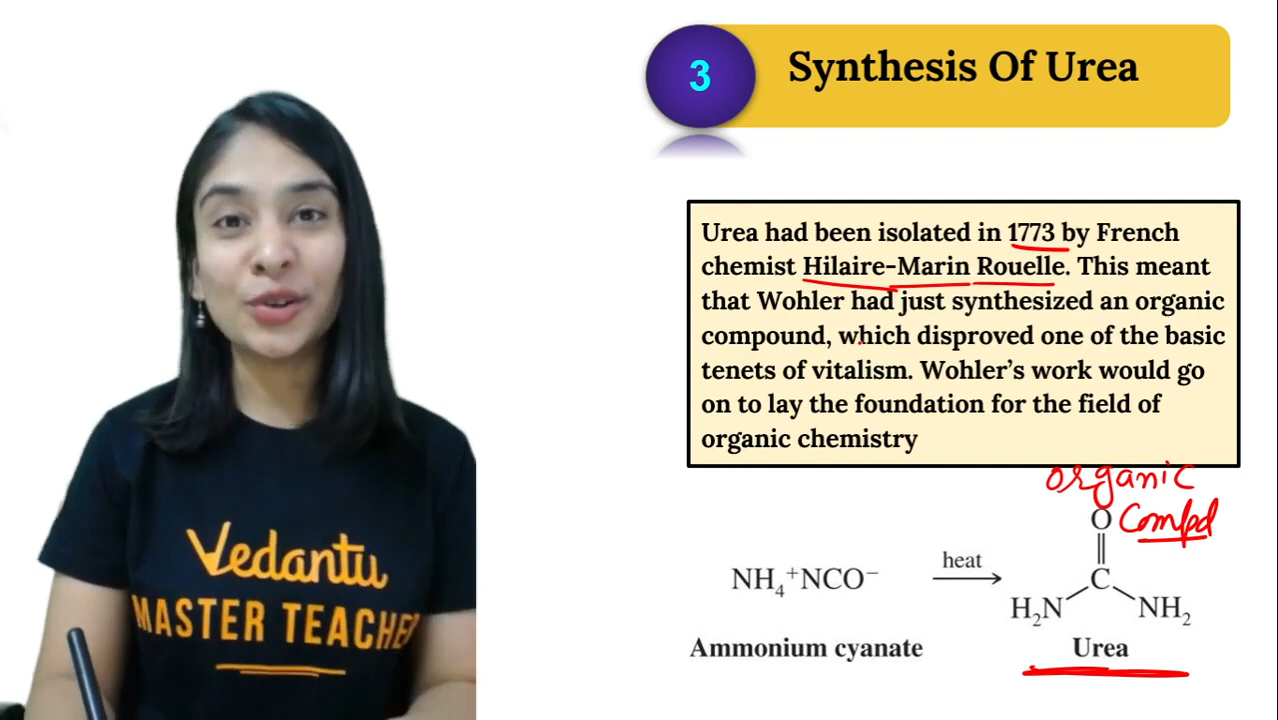 3
Synthesis Of Urea
Urea had been isolated in 1773 by French
chemist Hilaire-Marin Rouelle. This meant
that Wohler had just synthesized an organic
compound, which disproved one of the basic
tenets of vitalism. Wohler's work would go
on to lay the foundation for the field of
organic chemistry
organic
Compd
NH₄⁺NCO⁻
heat
O
C
H₂N
NH₂
Ammonium cyanate
Urea
Vedantu
MASTER TEACHER